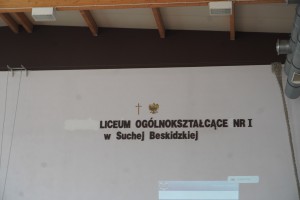 LICEUM OGÓLNOKSZTAŁCĄCE NR I
w Suchej Beskidzkiej